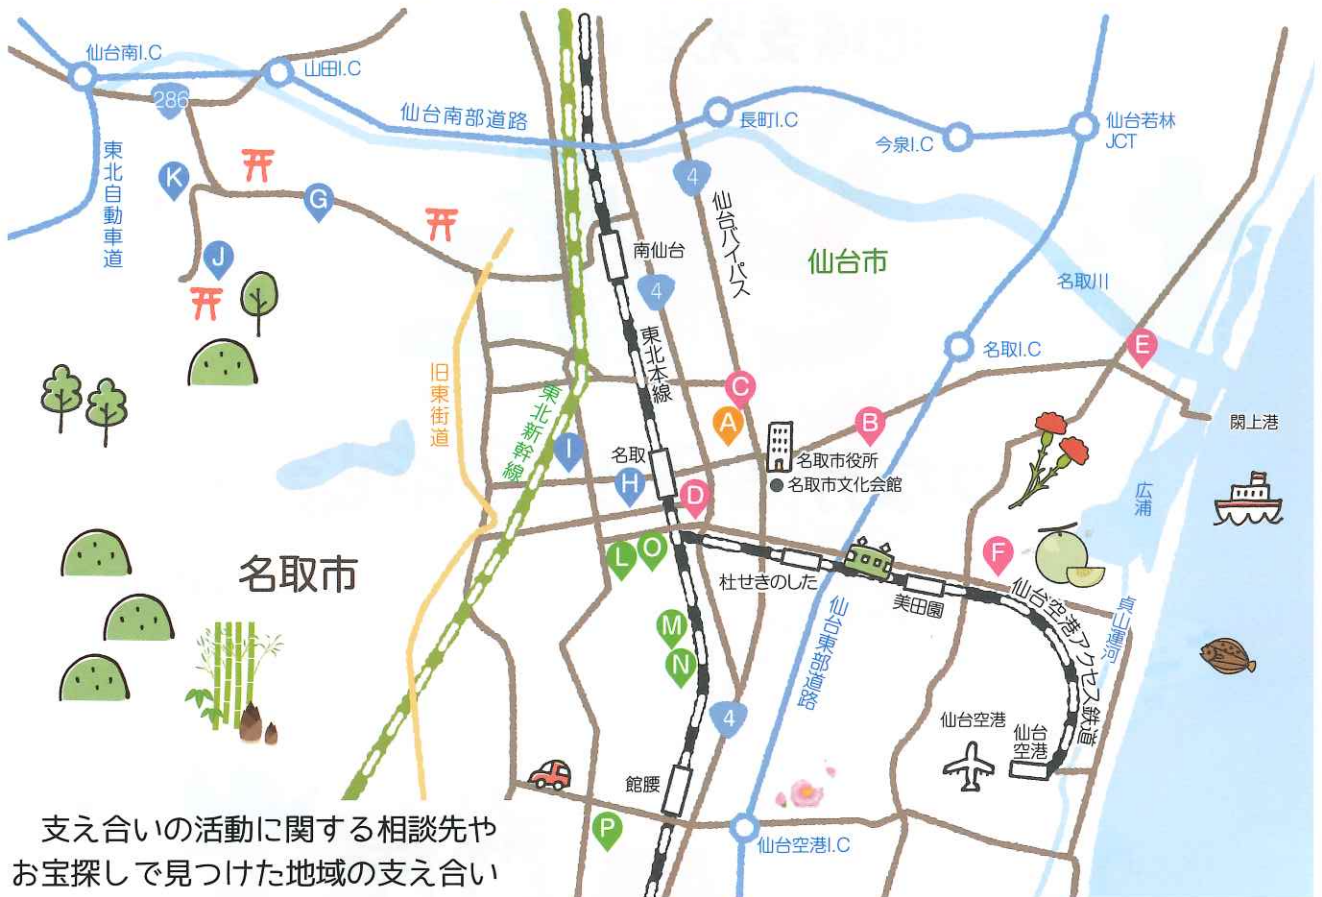 仙台南I.C
山田I.C
286
仙台南部道路
長町I.C
今泉I.C
仙台若林
JCT
東北自動車道
K
G
J
4
仙台バイパス
南仙台
4
仙台市
名取川
東北本線
名取I.C
E
旧東街道
東北新幹線
C
A
B
閖上港
I
名取
名取市役所
名取市文化会館
H
D
広浦
名取市
L
O
F
杜せきのした
美田園
仙台空港アクセス鉄道
貞山運河
M
N
仙台東部道路
4
仙台空港
仙台
空港
館腰
P
仙台空港I.C
支え合いの活動に関する相談先や
お宝探しで見つけた地域の支え合い